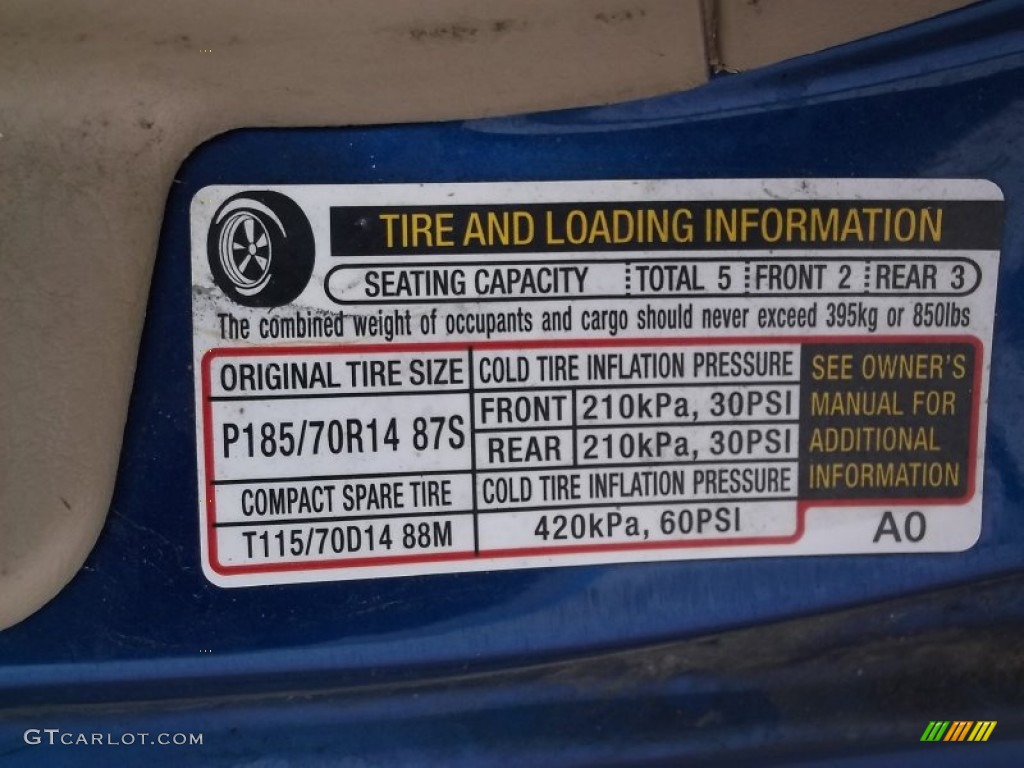 TIRE AND LOADING INFORMATION
SEATING CAPACITY TOTAL 5 FRONT 2 REAR 3
The combined weight of occupants and cargo should never exceed 395kg or 850lbs
ORIGINAL TIRE SIZE COLD TIRE INFLATION PRESSURE
P185/70R14 87S
FRONT 210kPa, 30PSI
REAR 210kPa, 30PSI
COMPACT SPARE TIRE COLD TIRE INFLATION PRESSURE
T115/70D14 88M 420kPa, 60PSI
SEE OWNER'S
MANUAL FOR
ADDITIONAL
INFORMATION
A0
GTCARLOT.COM